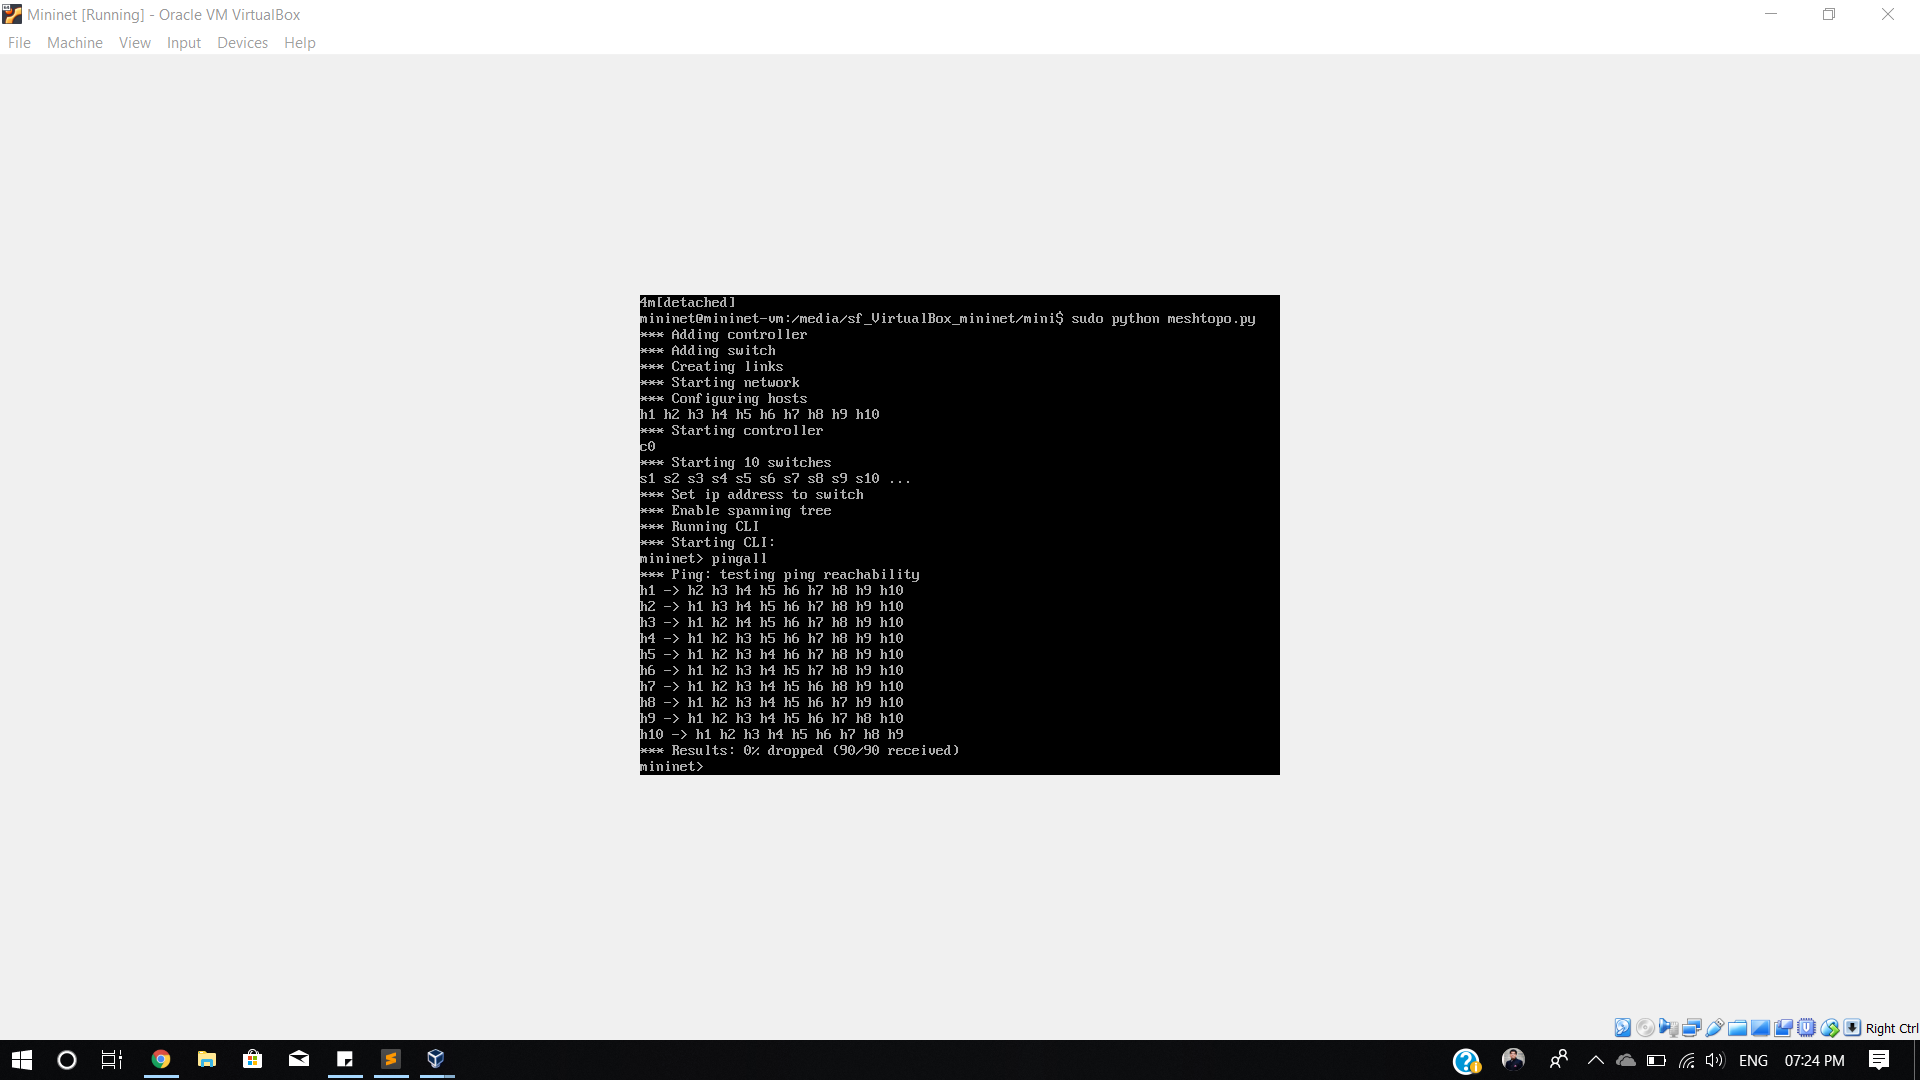 Mininet [Running] - Oracle VM VirtualBox
File Machine View Input Devices Help
4m[detached]
mininet@mininet-vm:/media/sf_VirtualBox_mininet/mini$ sudo python meshtopo.py
*** Adding controller
*** Adding switch
*** Creating links
*** Starting network
*** Configuring hosts
h1 h2 h3 h4 h5 h6 h7 h8 h9 h10
*** Starting controller
c0
*** Starting 10 switches
s1 s2 s3 s4 s5 s6 s7 s8 s9 s10 ...
*** Set ip address to switch
*** Enable spanning tree
*** Running CLI
*** Starting CLI:
mininet> pingall
*** Ping: testing ping reachability
h1 -> h2 h3 h4 h5 h6 h7 h8 h9 h10
h2 -> h1 h3 h4 h5 h6 h7 h8 h9 h10
h3 -> h1 h2 h4 h5 h6 h7 h8 h9 h10
h4 -> h1 h2 h3 h5 h6 h7 h8 h9 h10
h5 -> h1 h2 h3 h4 h6 h7 h8 h9 h10
h6 -> h1 h2 h3 h4 h5 h7 h8 h9 h10
h7 -> h1 h2 h3 h4 h5 h6 h8 h9 h10
h8 -> h1 h2 h3 h4 h5 h6 h7 h9 h10
h9 -> h1 h2 h3 h4 h5 h6 h7 h8 h10
h10 -> h1 h2 h3 h4 h5 h6 h7 h8 h9
*** Results: 0% dropped (90/90 received)
mininet>
Right Ctrl
ENG 07:24 PM